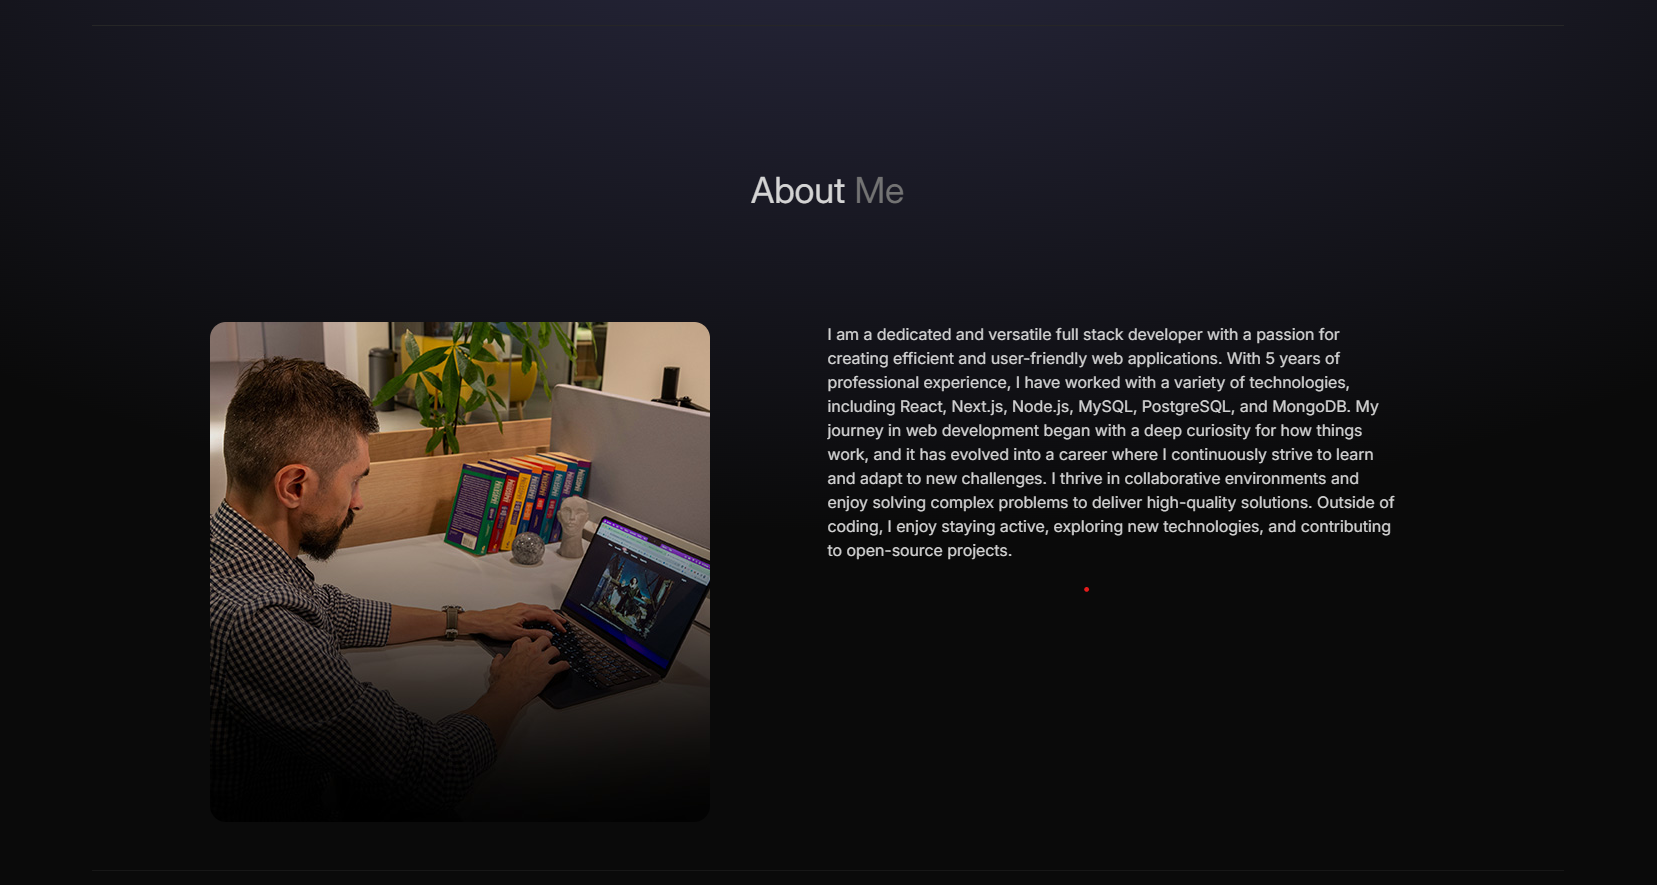 About Me
I am a dedicated and versatile full stack developer with a passion for
creating efficient and user-friendly web applications. With 5 years of
professional experience, I have worked with a variety of technologies,
including React, Next.js, Node.js, MySQL, PostgreSQL, and MongoDB. My
journey in web development began with a deep curiosity for how things
work, and it has evolved into a career where I continuously strive to learn
and adapt to new challenges. I thrive in collaborative environments and
enjoy solving complex problems to deliver high-quality solutions. Outside of
coding, I enjoy staying active, exploring new technologies, and contributing
to open-source projects.